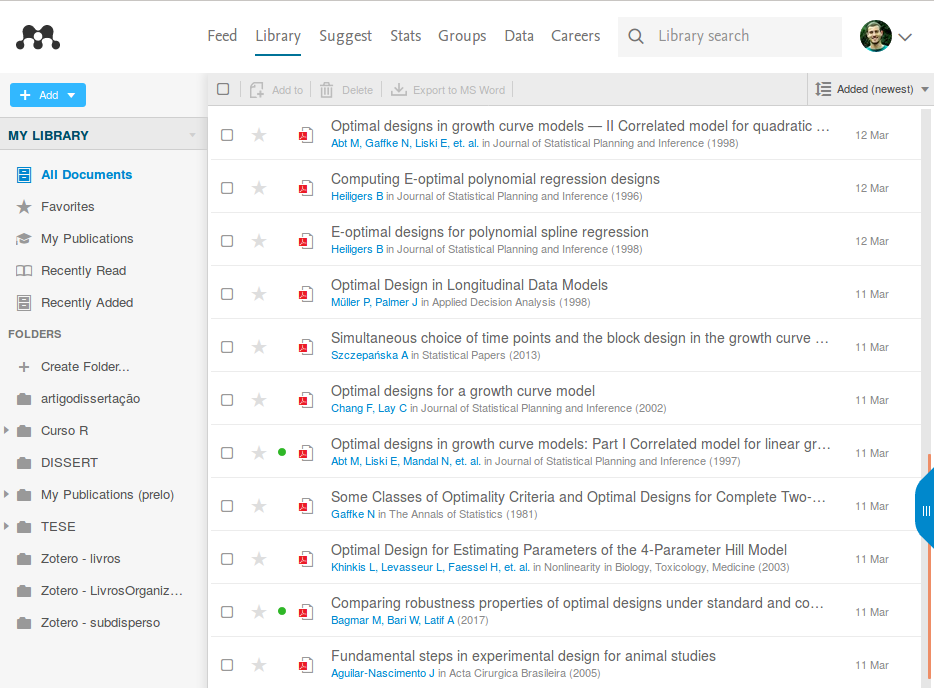 Feed Library Suggest Stats Groups Data Careers Library search
Add
MY LIBRARY
All Documents
Favorites
My Publications
Recently Read
Recently Added
FOLDERS
Create Folder...
artigodissertação
Curso R
DISSERT
My Publications (prelo)
TESE
Zotero - livros
Zotero - LivrosOrganiz…
Zotero - subdisperso
Add to Delete Export to MS Word Added (newest)
Optimal designs in growth curve models — II Correlated model for quadratic …
12 Mar
Abt M, Gaffke N, Liski E, et. al. in Journal of Statistical Planning and Inference (1998)
Computing E-optimal polynomial regression designs
12 Mar
Heiligers B in Journal of Statistical Planning and Inference (1996)
E-optimal designs for polynomial spline regression
12 Mar
Heiligers B in Journal of Statistical Planning and Inference (1998)
Optimal Design in Longitudinal Data Models
11 Mar
Müller P, Palmer J in Applied Decision Analysis (1998)
Simultaneous choice of time points and the block design in the growth curve …
11 Mar
Szczepańska A in Statistical Papers (2013)
Optimal designs for a growth curve model
11 Mar
Chang F, Lay C in Journal of Statistical Planning and Inference (2002)
Optimal designs in growth curve models: Part I Correlated model for linear gr…
11 Mar
Abt M, Liski E, Mandal N, et. al. in Journal of Statistical Planning and Inference (1997)
Some Classes of Optimality Criteria and Optimal Designs for Complete Two-…
11 Mar
Gaffke N in The Annals of Statistics (1981)
Optimal Design for Estimating Parameters of the 4-Parameter Hill Model
11 Mar
Khinkis L, Levasseur L, Faessel H, et. al. in Nonlinearity in Biology, Toxicology, Medicine (2003)
Comparing robustness properties of optimal designs under standard and co…
11 Mar
Bagmar M, Bari W, Latif A (2017)
Fundamental steps in experimental design for animal studies
11 Mar
Aguilar-Nascimento J in Acta Cirurgica Brasileira (2005)